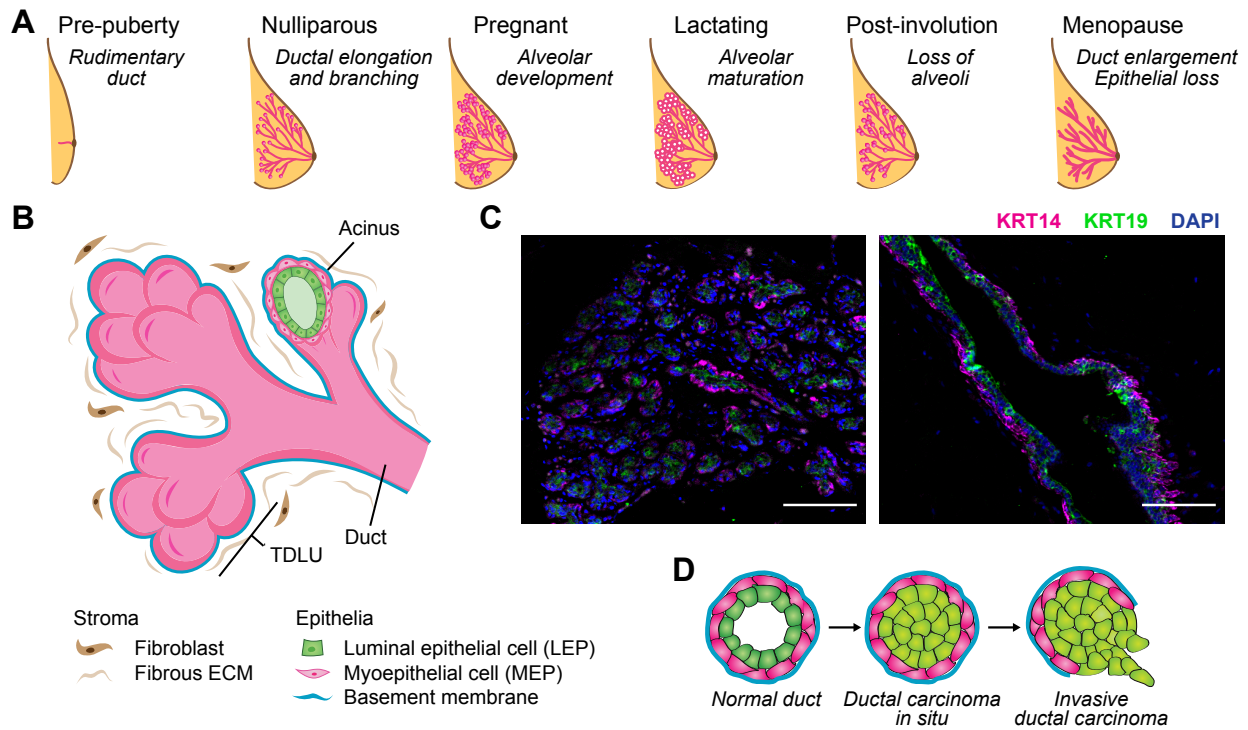 A
Pre-puberty
Rudimentary
duct
Nulliparous
Ductal elongation
and branching
Pregnant
Alveolar
development
Lactating
Alveolar
maturation
Post-involution
Loss of
alveoli
Menopause
Duct enlargement
Epithelial loss
B
Acinus
Duct
TDLU
Stroma
Fibroblast
Fibrous ECM
Epithelia
Luminal epithelial cell (LEP)
Myoepithelial cell (MEP)
Basement membrane
C
KRT14 KRT19 DAPI
D
Normal duct
Ductal carcinoma
in situ
Invasive
ductal carcinoma